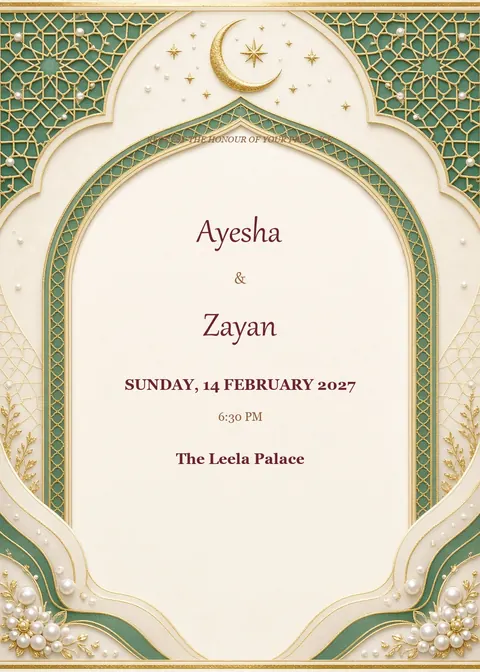 THE HONOUR OF YOUR
Ayesha
&
Zayan
SUNDAY, 14 FEBRUARY 2027
6:30 PM
The Leela Palace